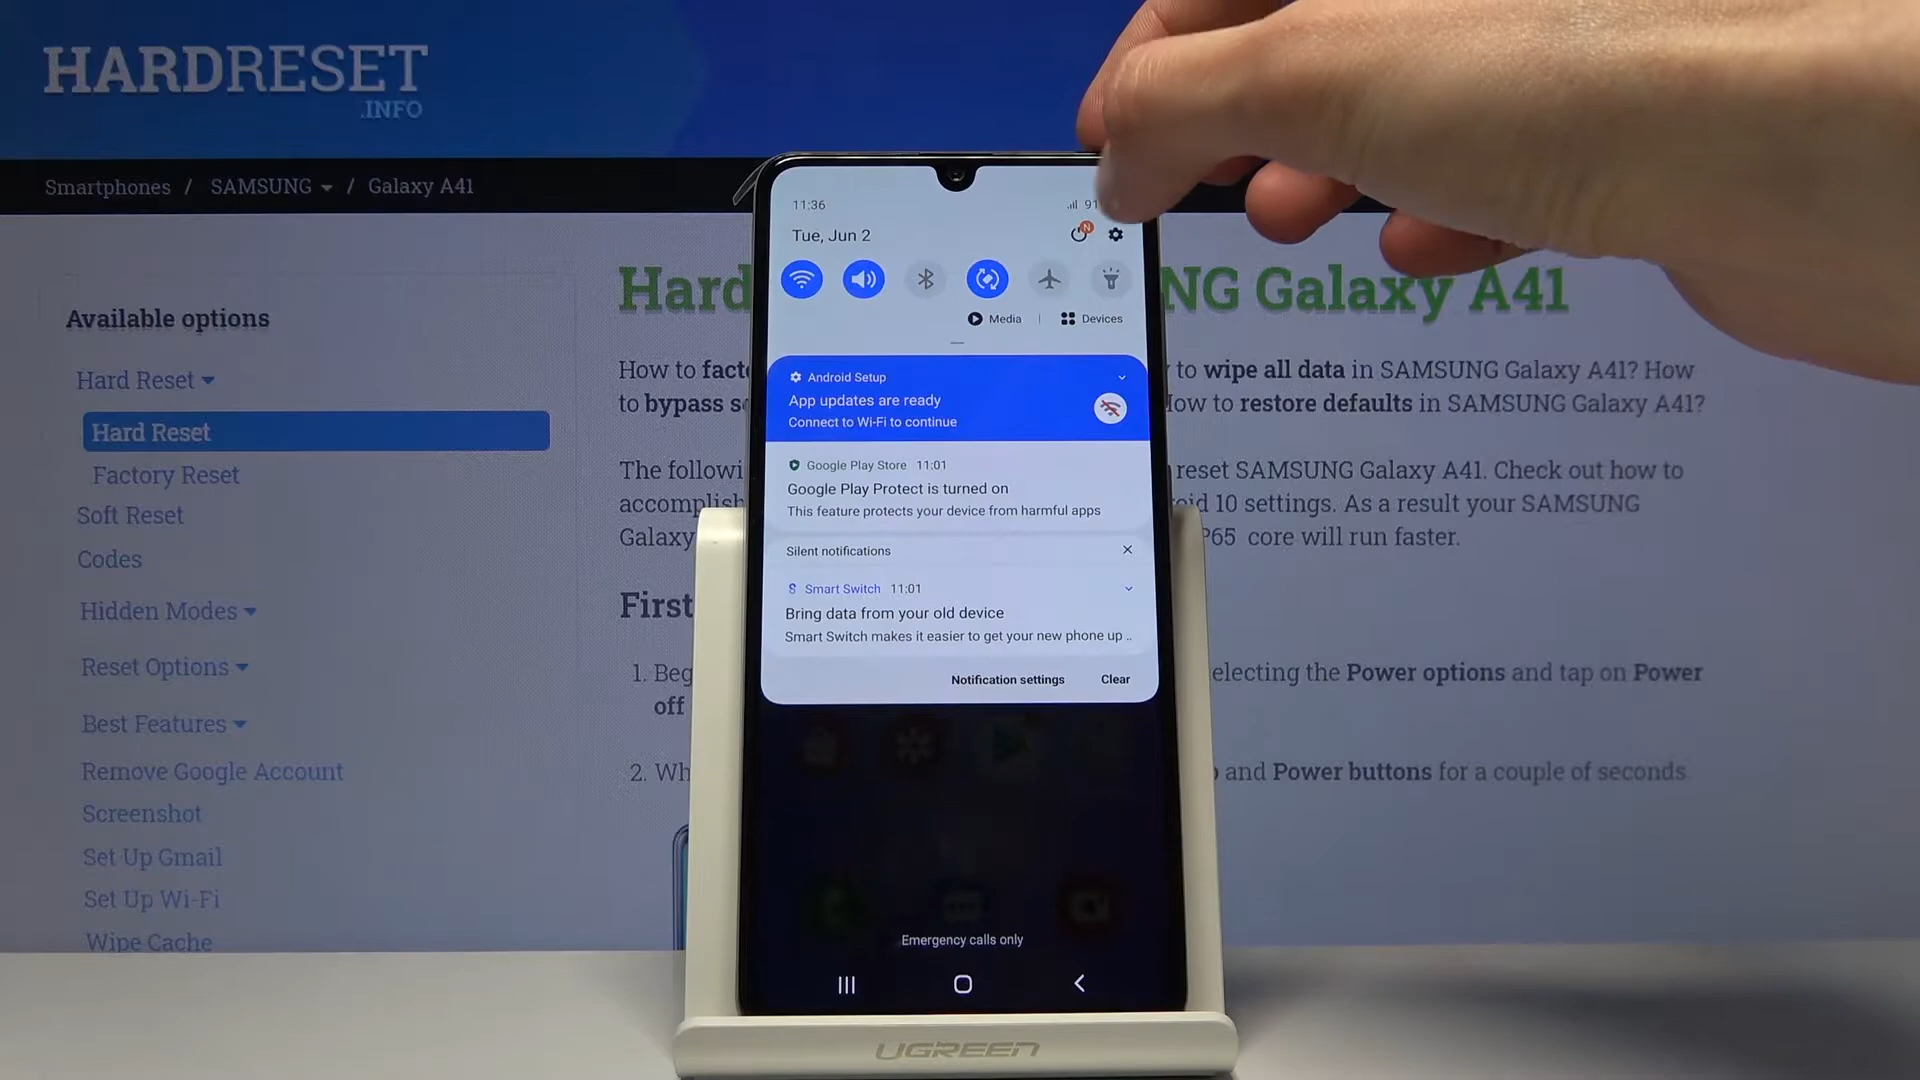 HARDRESET
.INFO
Smartphones / SAMSUNG / Galaxy A41
Available options
Hard Reset
Hard Reset
Factory Reset
Soft Reset
Codes
Hidden Modes
Reset Options
Best Features
Remove Google Account
Screenshot
Set Up Gmail
Set Up Wi-Fi
Wipe Cache
Hard
NG Galaxy A41
How to
to wipe all data in SAMSUNG Galaxy A41? How
to bypass
How to restore defaults in SAMSUNG Galaxy A41?
The
reset SAMSUNG Galaxy A41. Check out how to
10 settings. As a result your SAMSUNG
Galaxy
P65 core will run faster.
First
1.
selecting the Power options and tap on Power
off
2.
and Power buttons for a couple of seconds
11:36
91
Tue, Jun 2
N
Media | Devices
Android Setup
App updates are ready
Connect to Wi-Fi to continue
Google Play Store 11:01
Google Play Protect is turned on
This feature protects your device from harmful apps
Silent notifications
Smart Switch 11:01
Bring data from your old device
Smart Switch makes it easier to get your new phone up ..
Notification settings Clear
Emergency calls only
UGREEN